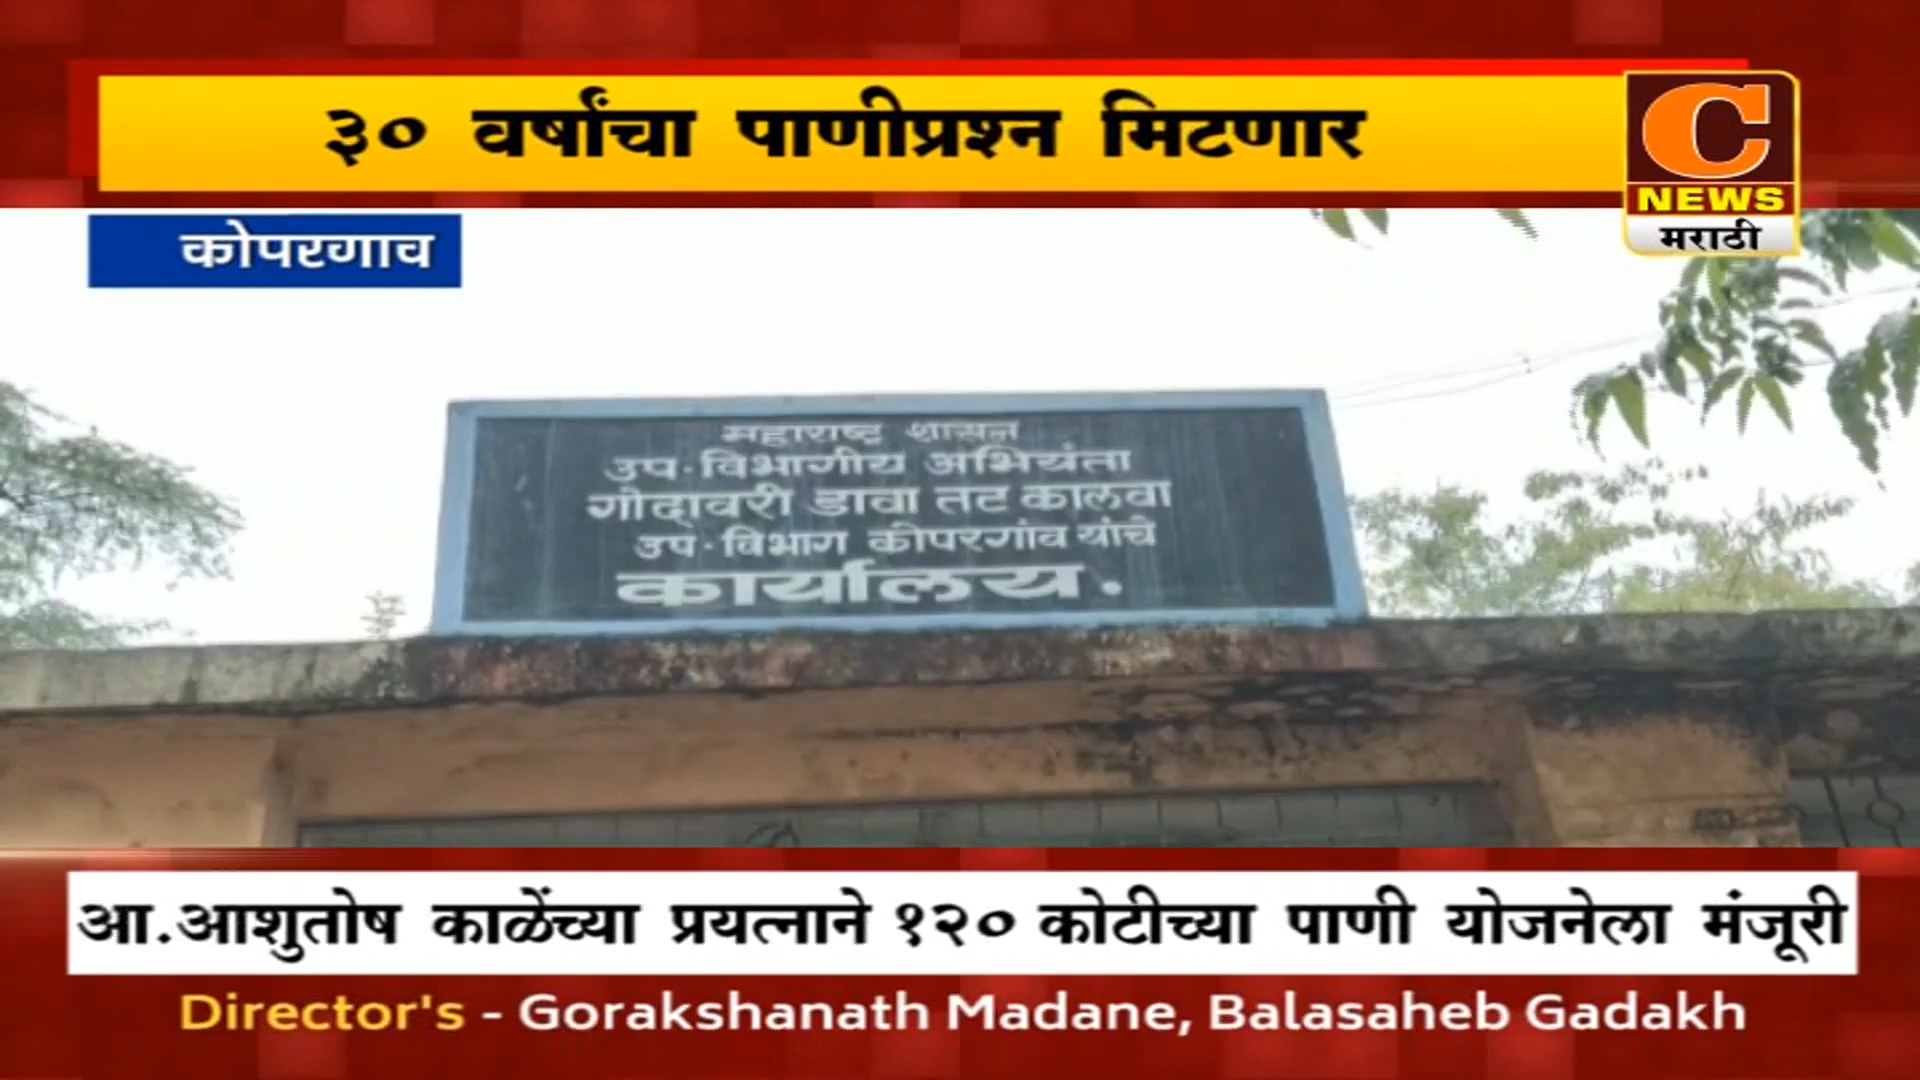 ३० वर्षांचा पाणीप्रश्न मिटणार
C
NEWS
मराठी
कोपरगाव
महाराष्ट्र शासन
उप.विभागीय अभियंता
गोदावरी डावा तट कालवा
उप.विभाग कोपरगांव यांचे
कार्यालय.
आ.आशुतोष काळेंच्या प्रयत्नाने १२० कोटीच्या पाणी योजनेला मंजूरी
Director's - Gorakshanath Madane, Balasaheb Gadakh